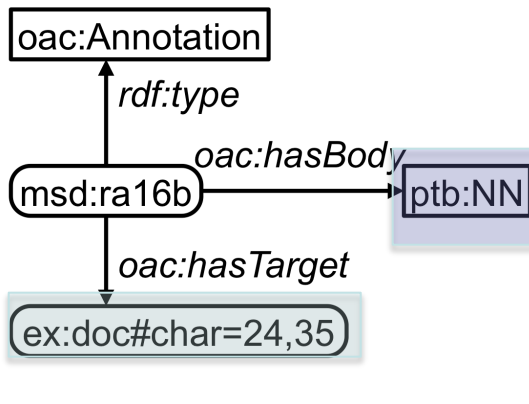 oac:Annotation
rdf:type
oac:hasBody
msd:ra16b
ptb:NN
oac:hasTarget
ex:doc#char=24,35